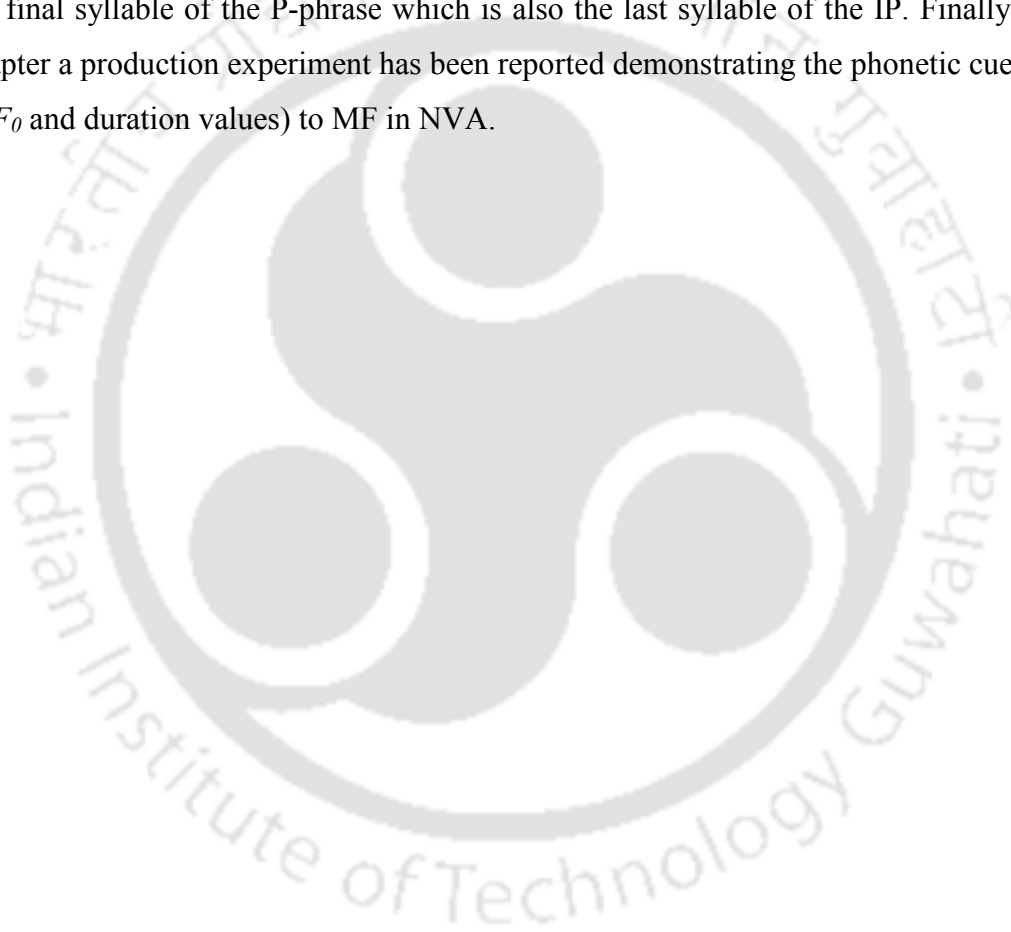 final syllable of the P-phrase which is also the last syllable of the IP. Finally
pter a production experiment has been reported demonstrating the phonetic cue
F₀ and duration values) to MF in NVA.
भारतीय प्रौद्योगिकी संस्थान गुवाहाटी
• Indian Institute of Technology Guwahati •